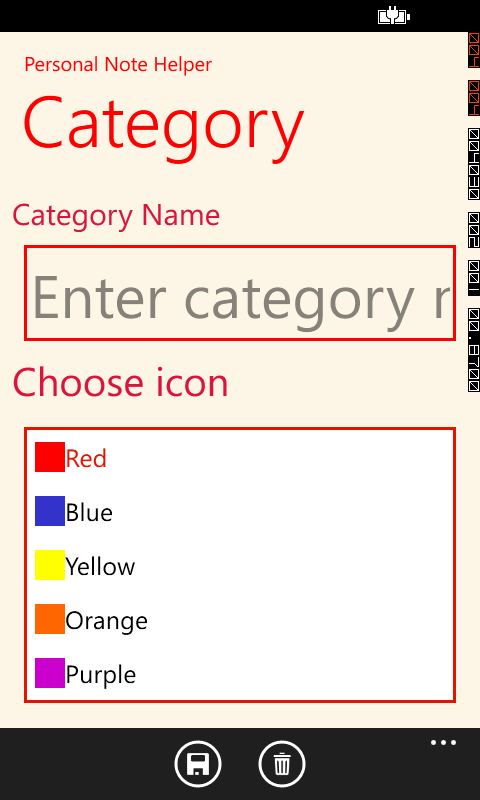 Personal Note Helper
Category
Category Name
Enter category
Choose icon
Red
Blue
Yellow
Orange
Purple